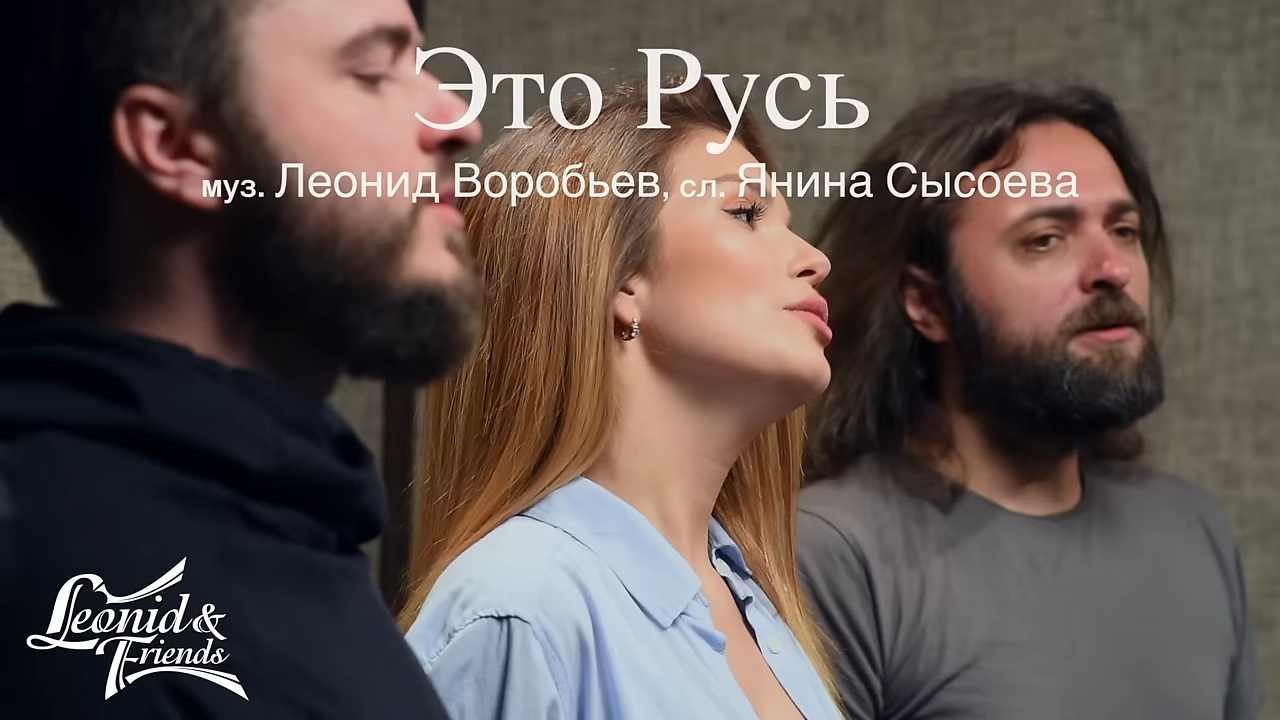 Это Русь
муз. Леонид Воробьев, сл. Янина Сысоева
Leonid &
Friends